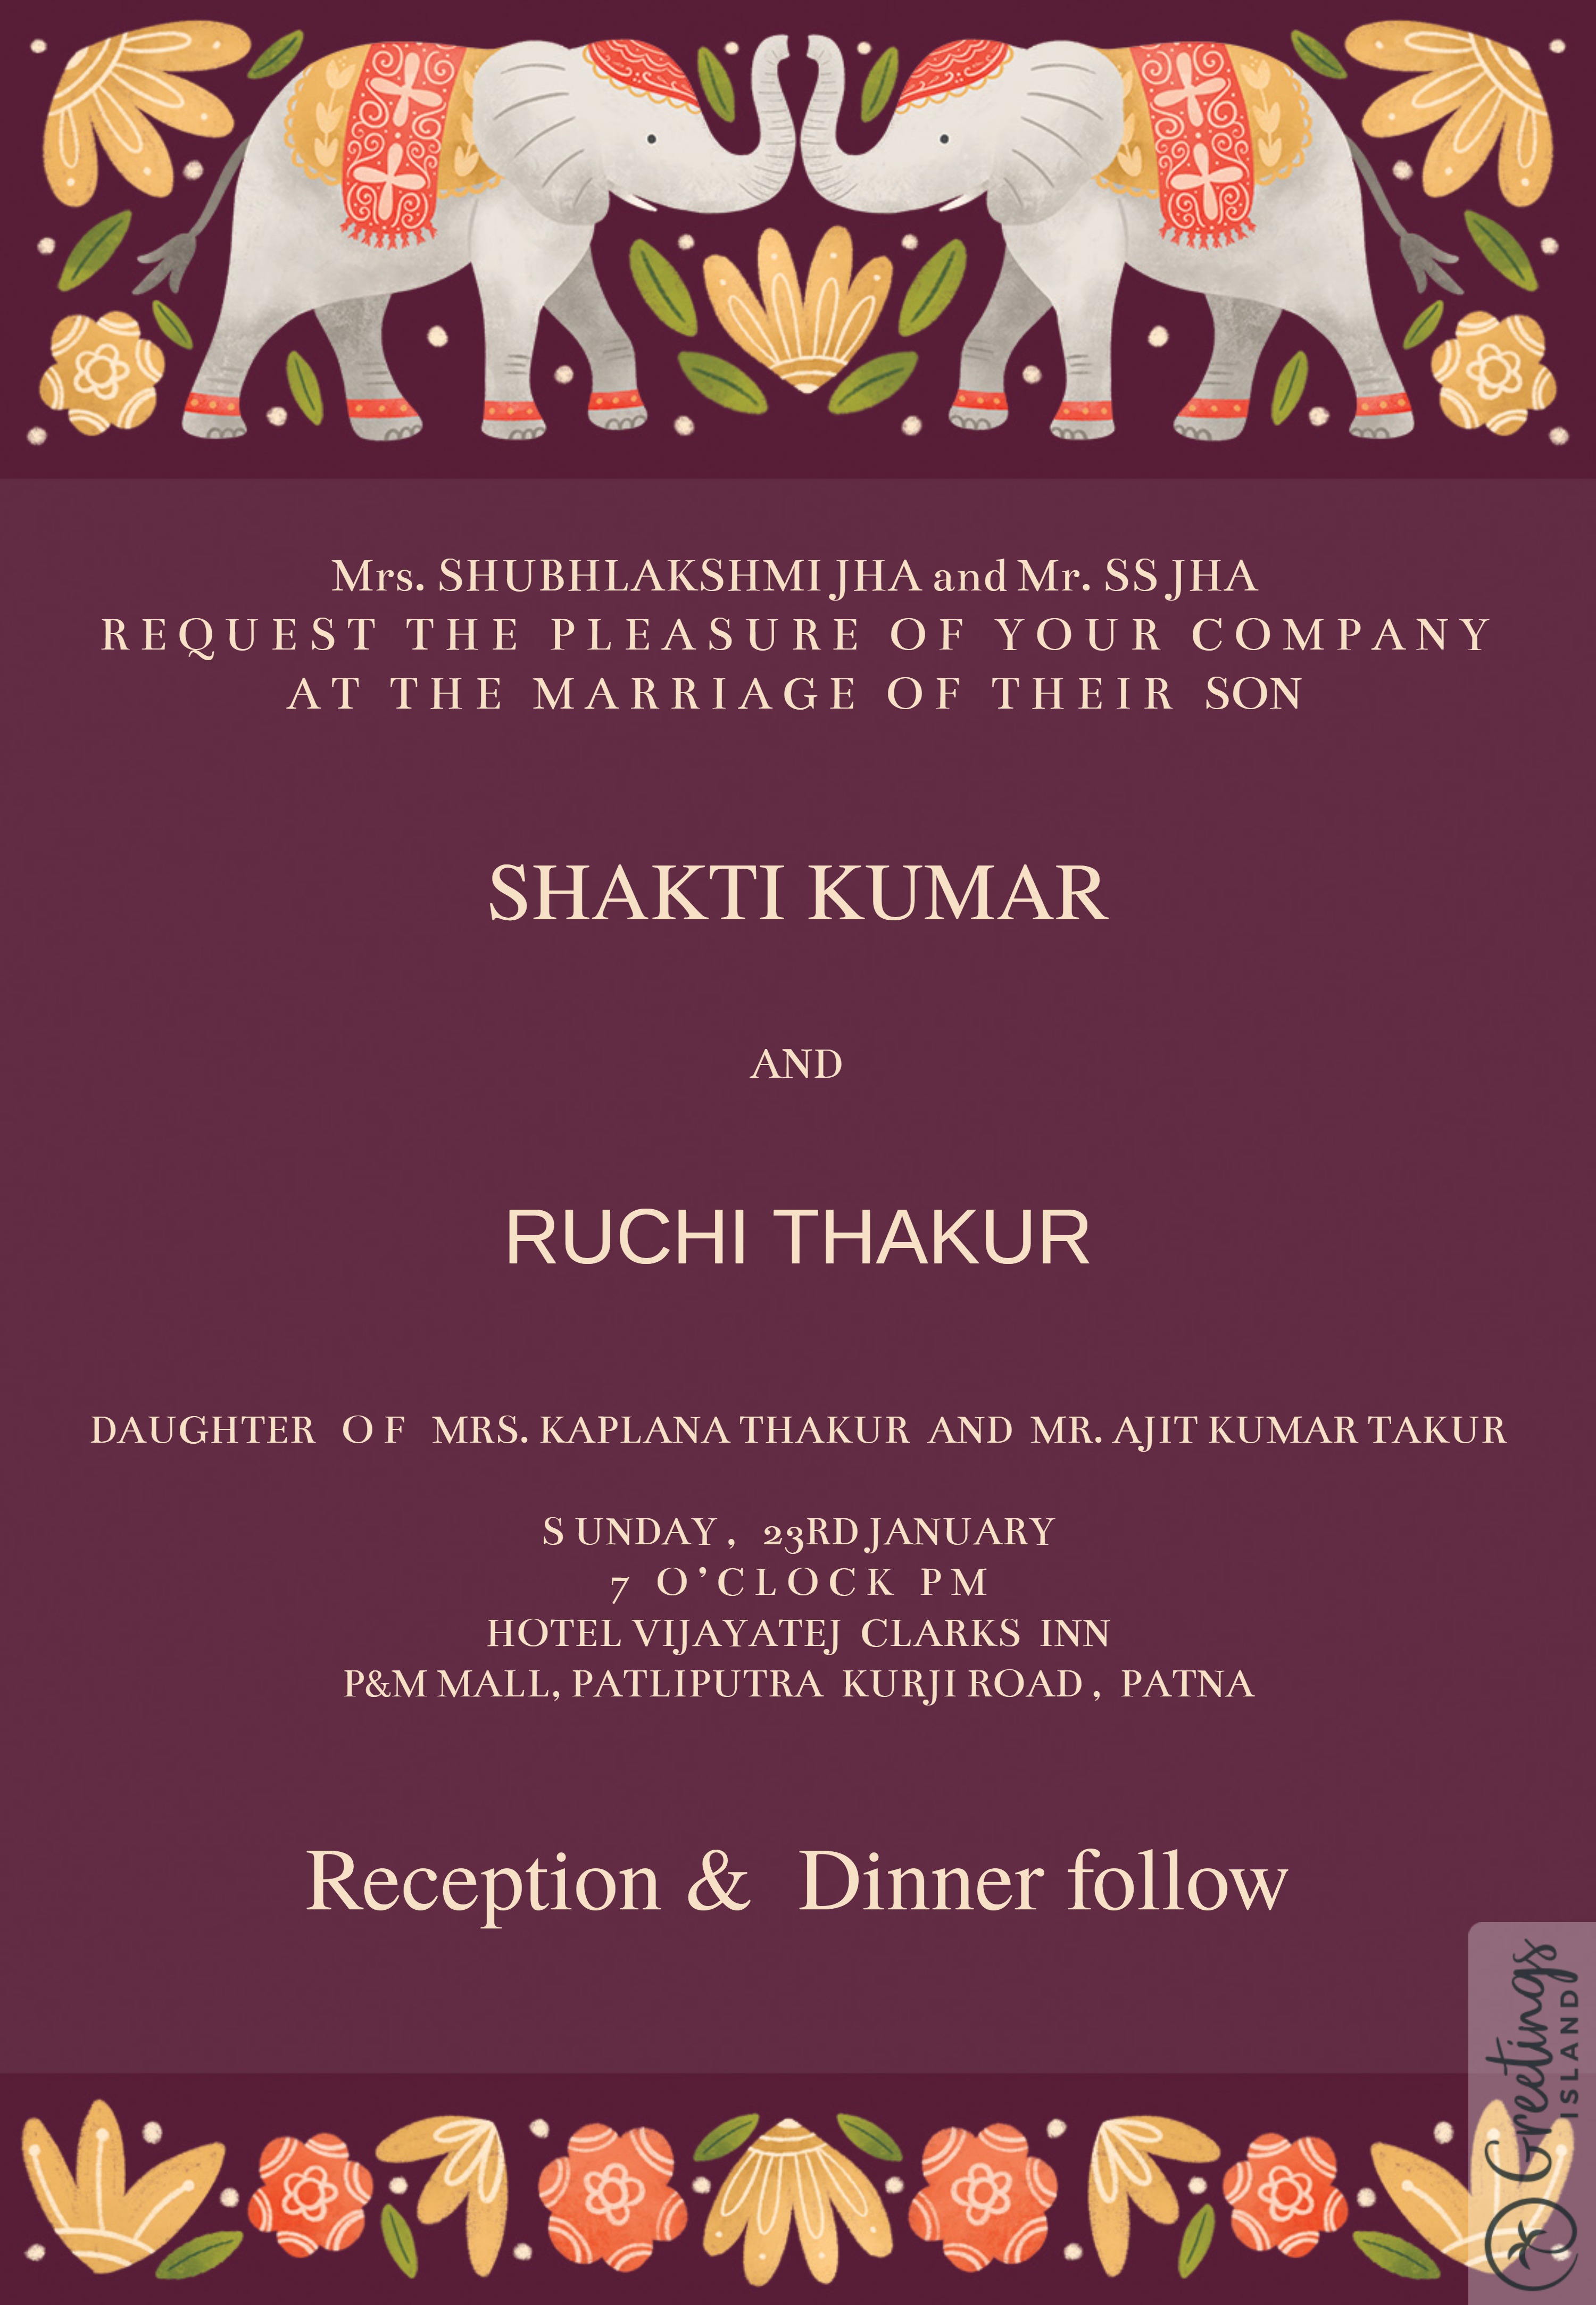 Mrs. SHUBHLAKSHMI JHA and Mr. SS JHA
REQUEST THE PLEASURE OF YOUR COMPANY
AT THE MARRIAGE OF THEIR SON
SHAKTI KUMAR
AND
RUCHI THAKUR
DAUGHTER OF MRS. KAPLANA THAKUR AND MR. AJIT KUMAR TAKUR
SUNDAY, 23RD JANUARY
7 O’CLOCK PM
HOTEL VIJAYATEJ CLARKS INN
P&M MALL, PATLIPUTRA KURJI ROAD, PATNA
Reception & Dinner follow
Greetings
ISLAND